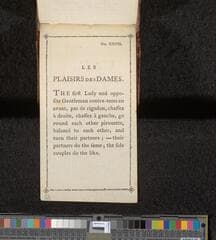 No. XXVII.
LES
PLAISIRS DES DAMES.
THE first Lady and oppo-
site Gentleman contre-tems en
avant, pas de rigadon, chassez
à droite, chassez à gauche, go
round each other pirouette,
balancé to each other, and
turn their partners; — their
partners do the same; the side
couples do the like.